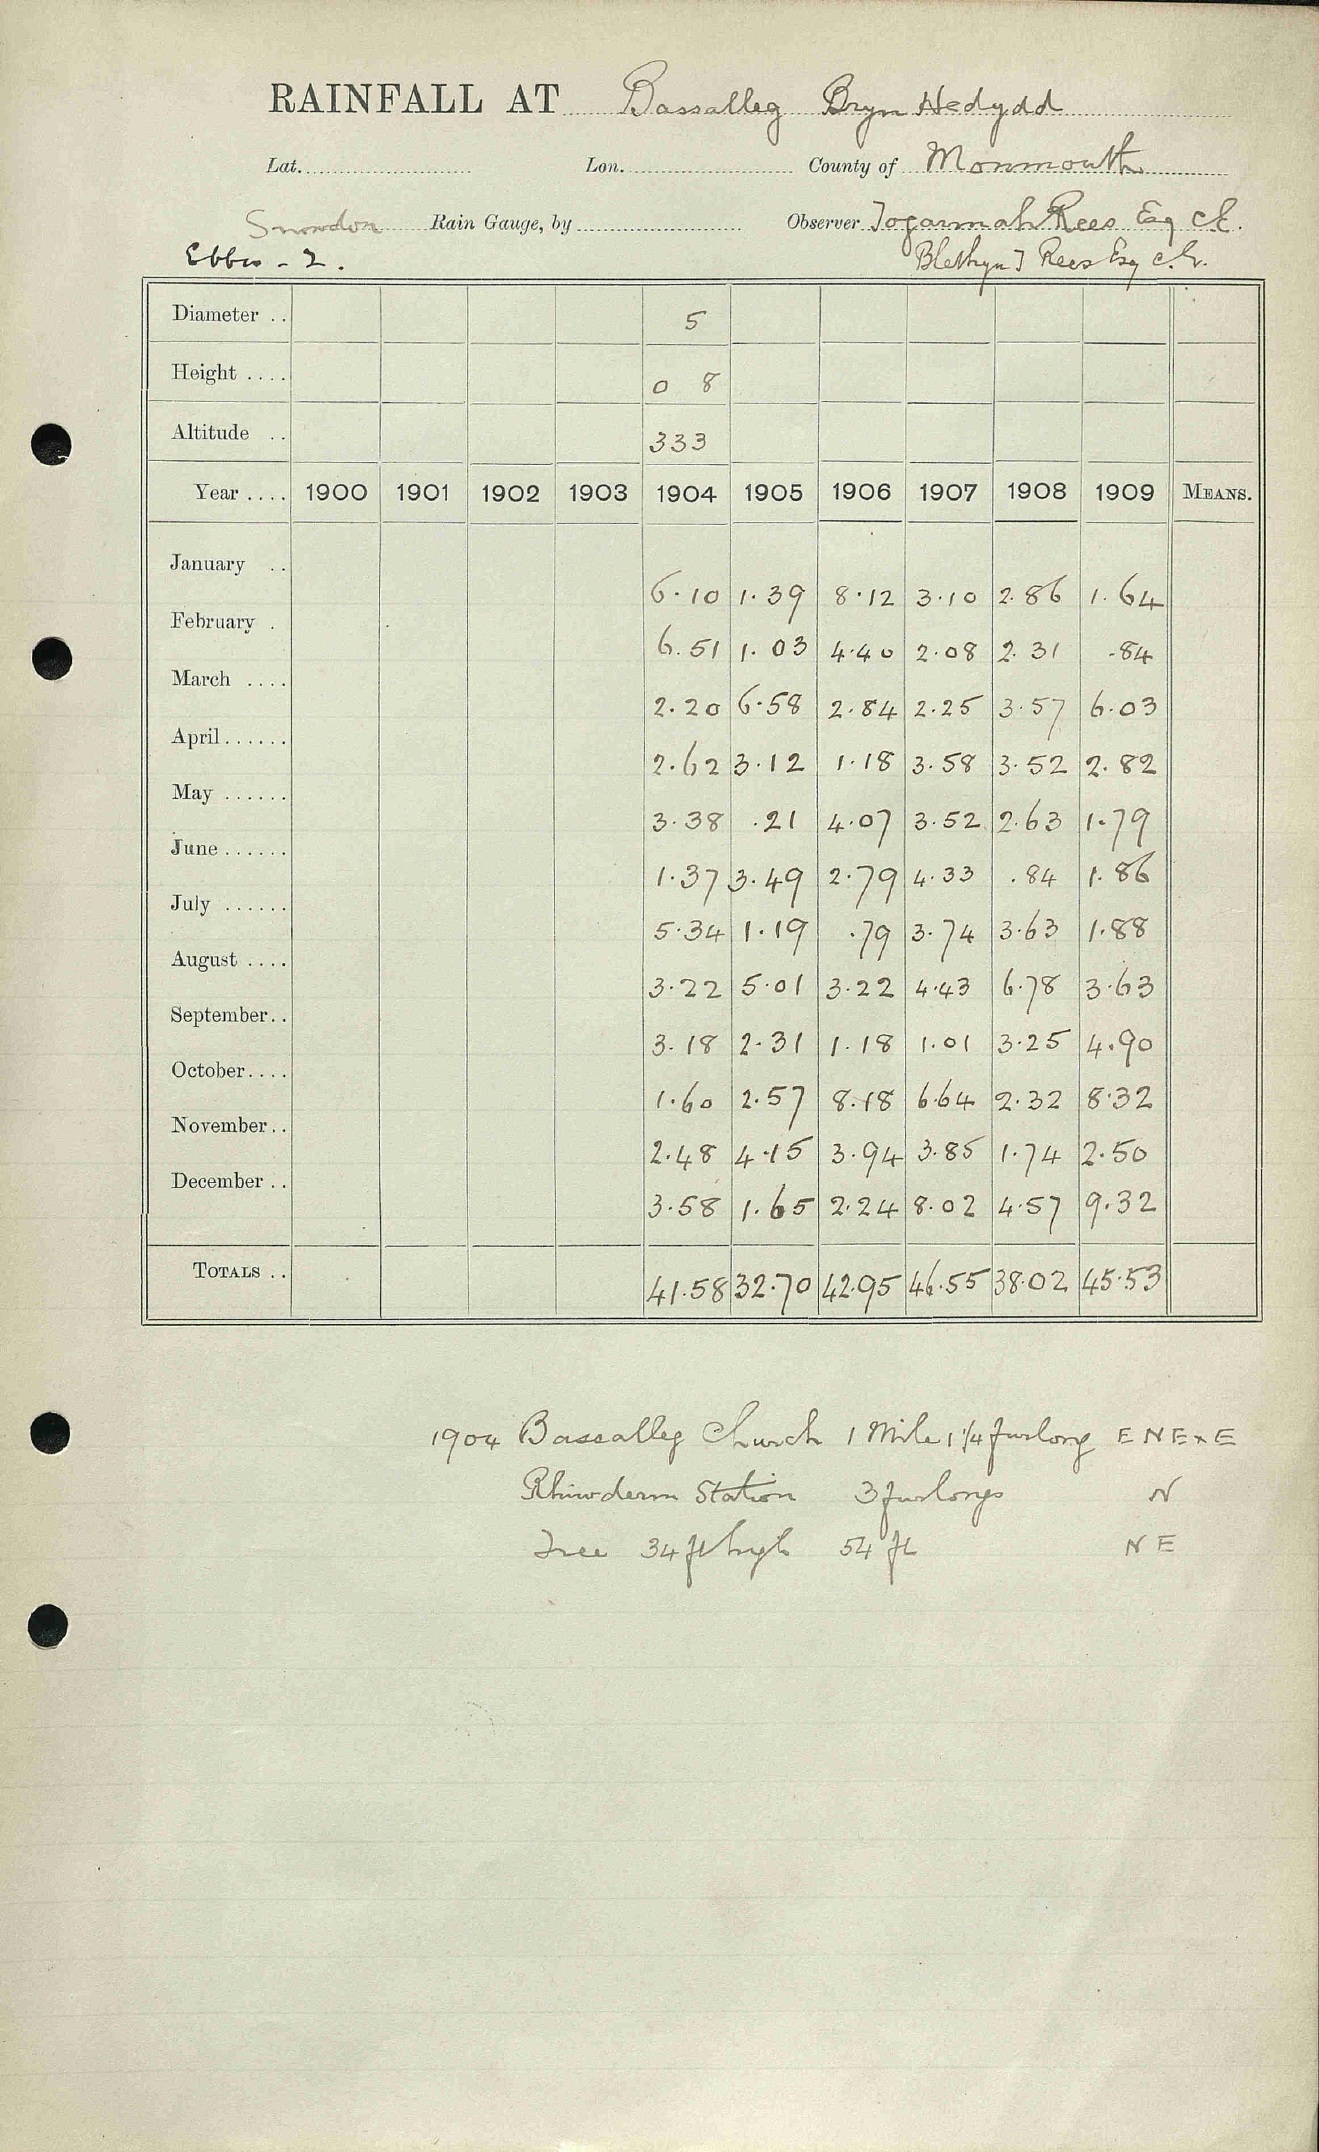 RAINFALL AT Bassalleg Bryn Hedydd
Lat. Lon. County of Monmouth
Snowdon Rain Gauge, by Observer Togarmah Rees Esq C.E.
Ebbw - 2. Blethyn T Rees Esq C.E.
Diameter .. 5
Height .... 0 8
Altitude .. 333
Year .... 1900 1901 1902 1903 1904 1905 1906 1907 1908 1909 MEANS.
January .. 6.10 1.39 8.12 3.10 2.86 1.64
February . 6.51 1.03 4.40 2.08 2.31 .84
March .... 2.20 6.58 2.84 2.25 3.57 6.03
April...... 2.62 3.12 1.18 3.58 3.52 2.82
May ...... 3.38 .21 4.07 3.52 2.63 1.79
June...... 1.37 3.49 2.79 4.33 .84 1.86
July ...... 5.34 1.19 .79 3.74 3.63 1.88
August .... 3.22 5.01 3.22 4.43 6.78 3.63
September.. 3.18 2.31 1.18 1.01 3.25 4.90
October.... 1.60 2.57 8.18 6.64 2.32 8.32
November.. 2.48 4.15 3.94 3.85 1.74 2.50
December .. 3.58 1.65 2.24 8.02 4.57 9.32
TOTALS .. 41.58 32.70 42.95 46.55 38.02 45.53
1904 Bassalleg Church 1 Mile 1 1/4 furlong E N E x E
Rhiwderin Station 3 furlongs N
Tree 34 ft high 54 ft N E